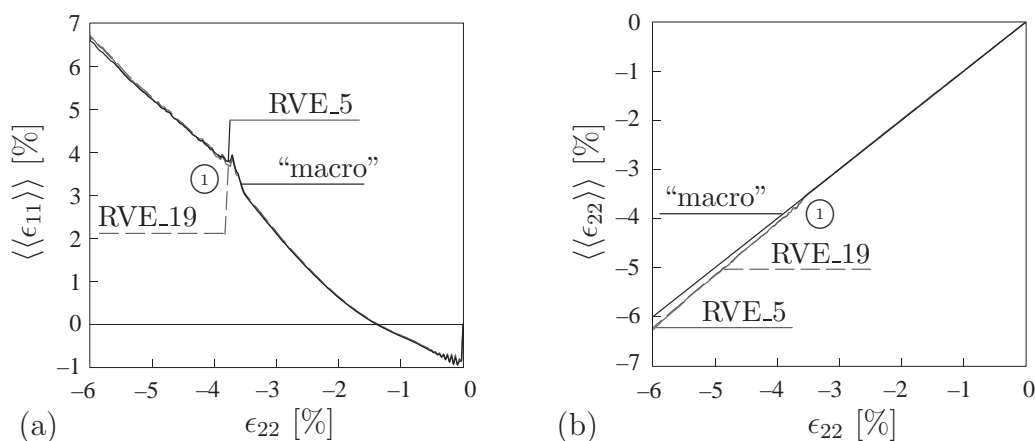 7
6
5
4
3
2
1
0
−1
−6
−5
−4
−3
−2
−1
0
⟨⟨ϵ11⟩⟩ [%]
RVE_5
“macro”
1
RVE_19
ϵ22 [%]
(a)
0
−1
−2
−3
−4
−5
−6
−7
−6
−5
−4
−3
−2
−1
0
⟨⟨ϵ22⟩⟩ [%]
“macro”
1
RVE_19
RVE_5
ϵ22 [%]
(b)